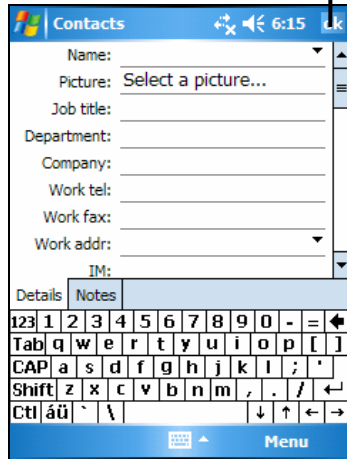 Contacts 6:15 ok
Name:
Picture: Select a picture...
Job title:
Department:
Company:
Work tel:
Work fax:
Work addr:
IM:
Details Notes
123 1 2 3 4 5 6 7 8 9 0 - =
Tab q w e r t y u i o p [ ]
CAP a s d f g h j k l ; '
Shift z x c v b n m , . /
Ctl áü ` \
Menu